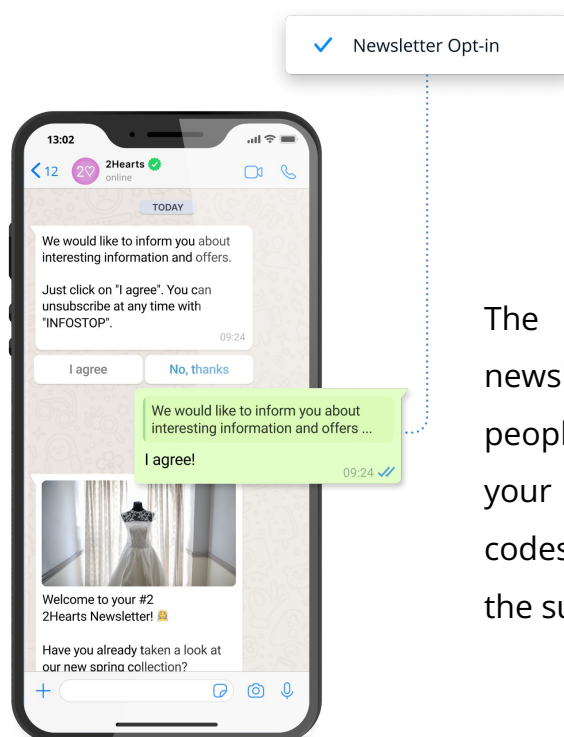 Newsletter Opt-in
13:02
12
2♡
2Hearts
online
TODAY
We would like to inform you about
interesting information and offers.
Just click on "I agree". You can
unsubscribe at any time with
"INFOSTOP".
09:24
I agree
No, thanks
We would like to inform you about
interesting information and offers ...
I agree!
09:24
Welcome to your #2
2Hearts Newsletter! 👰
Have you already taken a look at
our new spring collection?
The
news
peopl
your
codes
the su